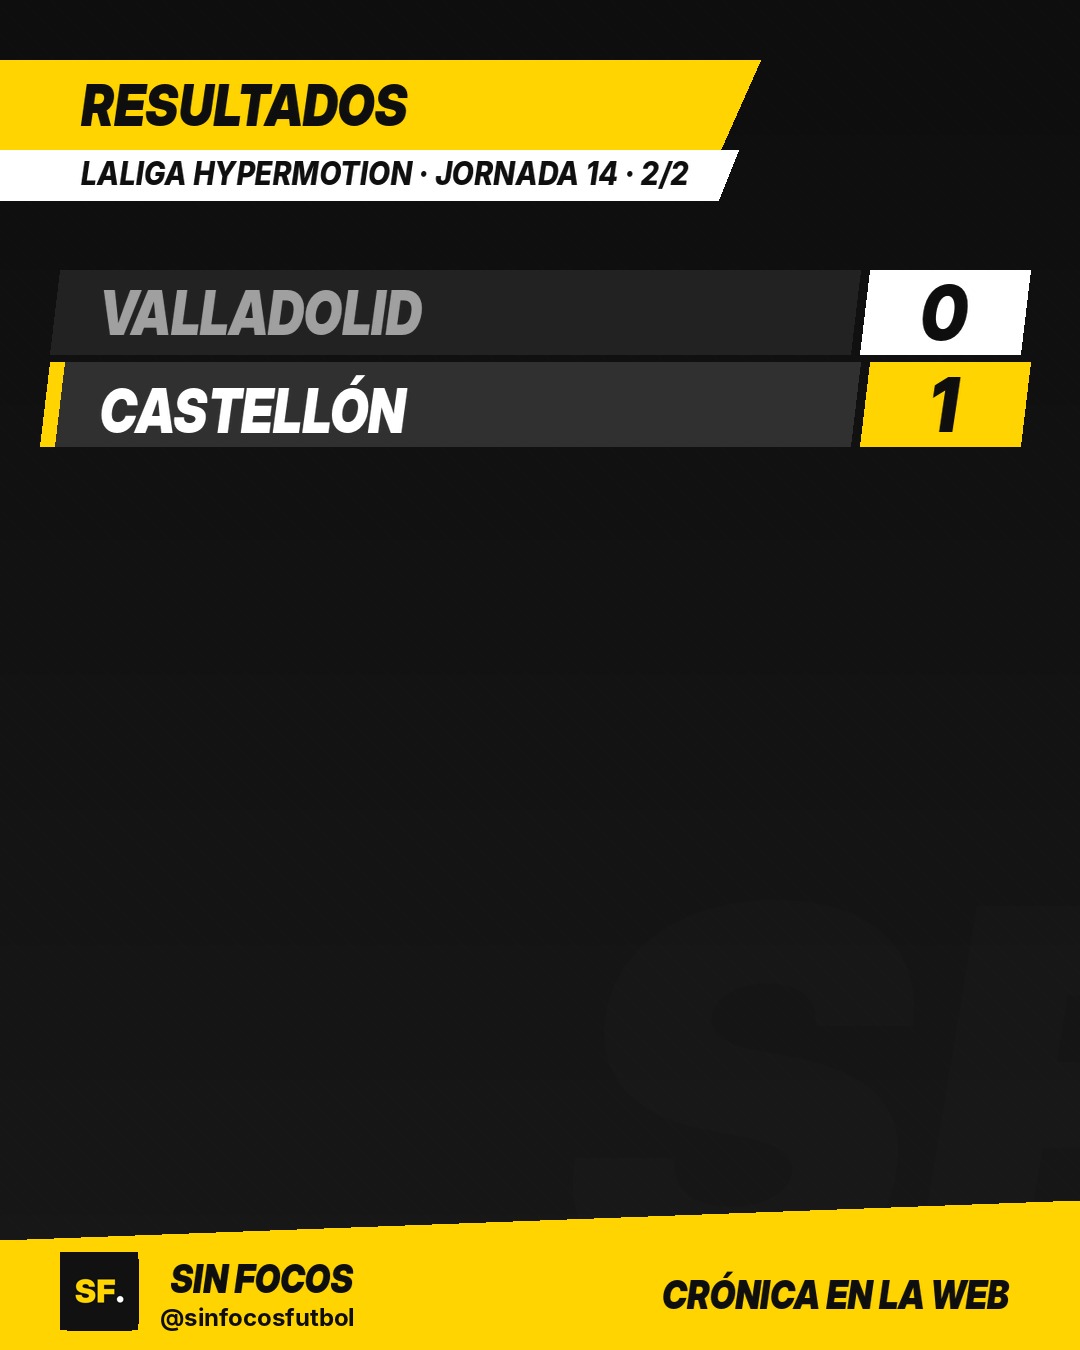 RESULTADOS
LALIGA HYPERMOTION · JORNADA 14 · 2/2
VALLADOLID 0
CASTELLÓN 1
SF
SF.
SIN FOCOS
@sinfocosfutbol
CRÓNICA EN LA WEB